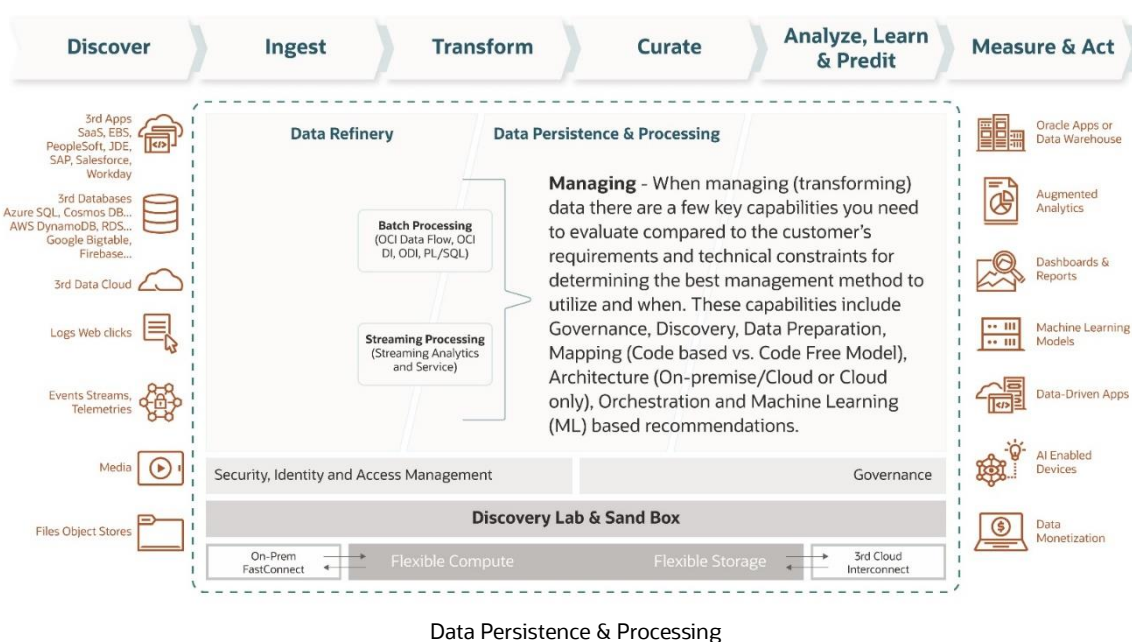 Discover
Ingest
Transform
Curate
Analyze, Learn
& Predit
Measure & Act
3rd Apps
SaaS, EBS,
PeopleSoft, JDE,
SAP, Salesforce,
Workday
3rd Databases
Azure SQL, Cosmos DB...
AWS DynamoDB, RDS...
Google Bigtable,
Firebase...
3rd Data Cloud
Logs Web clicks
Events Streams,
Telemetries
Media
Files Object Stores
Data Refinery
Data Persistence & Processing
Batch Processing
(OCI Data Flow, OCI
DI, ODI, PL/SQL)
Streaming Processing
(Streaming Analytics
and Service)
Managing - When managing (transforming)
data there are a few key capabilities you need
to evaluate compared to the customer's
requirements and technical constraints for
determining the best management method to
utilize and when. These capabilities include
Governance, Discovery, Data Preparation,
Mapping (Code based vs. Code Free Model),
Architecture (On-premise/Cloud or Cloud
only), Orchestration and Machine Learning
(ML) based recommendations.
Security, Identity and Access Management
Governance
Discovery Lab & Sand Box
On-Prem
FastConnect
Flexible Compute
Flexible Storage
3rd Cloud
Interconnect
Oracle Apps or
Data Warehouse
Augmented
Analytics
Dashboards &
Reports
Machine Learning
Models
Data-Driven Apps
AI Enabled
Devices
Data
Monetization
Data Persistence & Processing